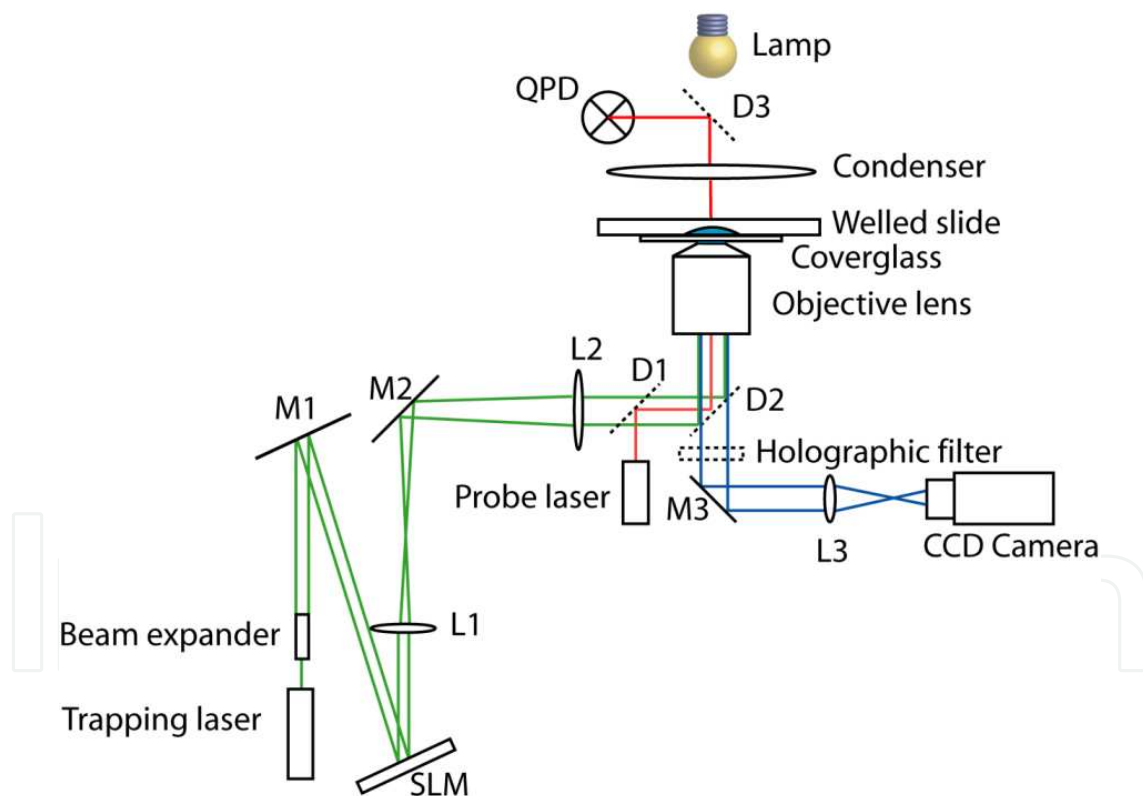 Lamp
QPD
D3
Condenser
Welled slide
Coverglass
Objective lens
L2
D1
M2
D2
M1
Holographic filter
Probe laser
M3
L3
CCD Camera
L1
Beam expander
Trapping laser
SLM